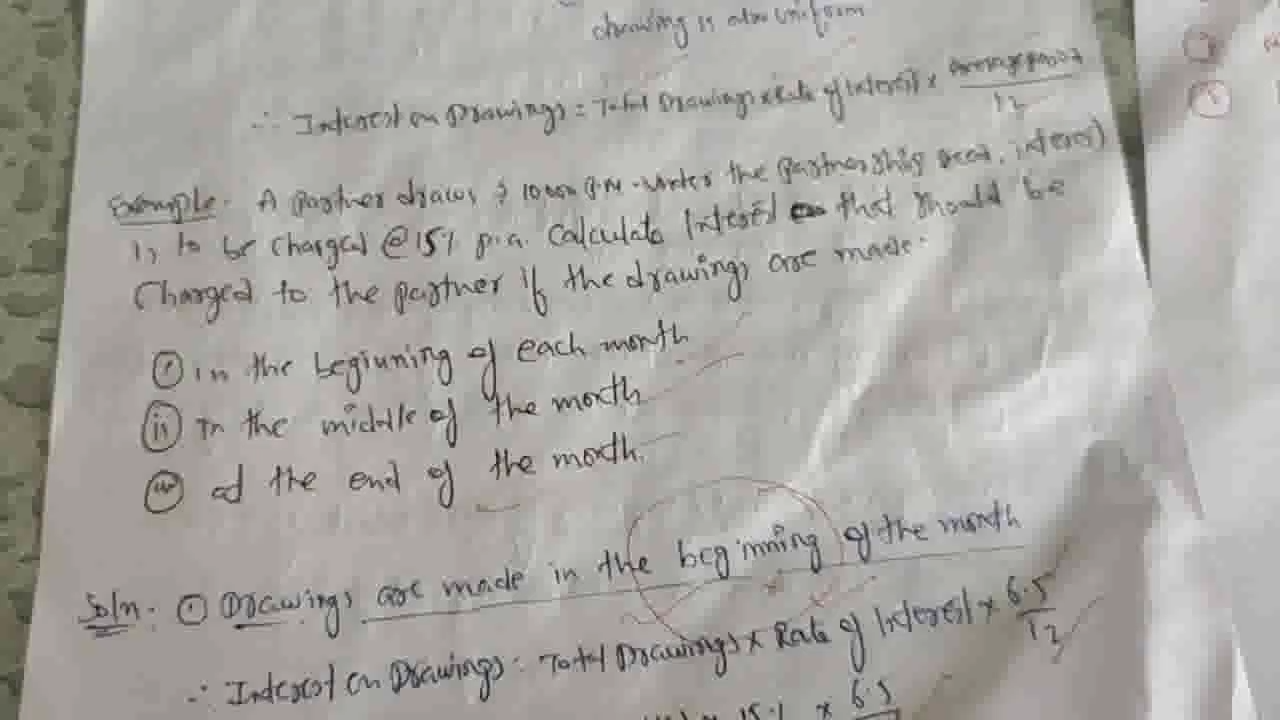 drawing is also uniform
∴ Interest on Drawings = Total Drawings x Rate of Interest x Average Period / 12
Example. A partner draws 10000 P.M. Under the partnership deed, interest
is to be charged @ 15% p.a. Calculate Interest that should be
Charged to the partner if the drawings are made:
(i) in the beginning of each month
(ii) In the middle of the month
(iii) at the end of the month.
Soln. (i) Drawings are made in the beginning of the month
∴ Interest on Drawings = Total Drawings x Rate of Interest x 6.5 / 12
15% x 6.5